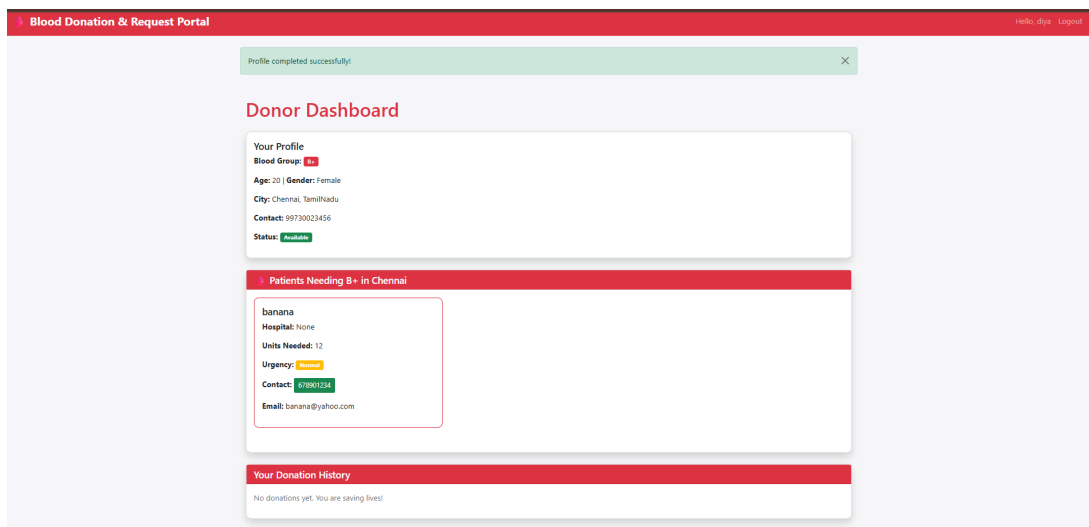 Blood Donation & Request Portal
Hello, diya Logout
Profile completed successfully!
Donor Dashboard
Your Profile
Blood Group: B+
Age: 20 | Gender: Female
City: Chennai, TamilNadu
Contact: 99730023456
Status: Available
Patients Needing B+ in Chennai
banana
Hospital: None
Units Needed: 12
Urgency: Normal
Contact: 678901234
Email: banana@yahoo.com
Your Donation History
No donations yet. You are saving lives!